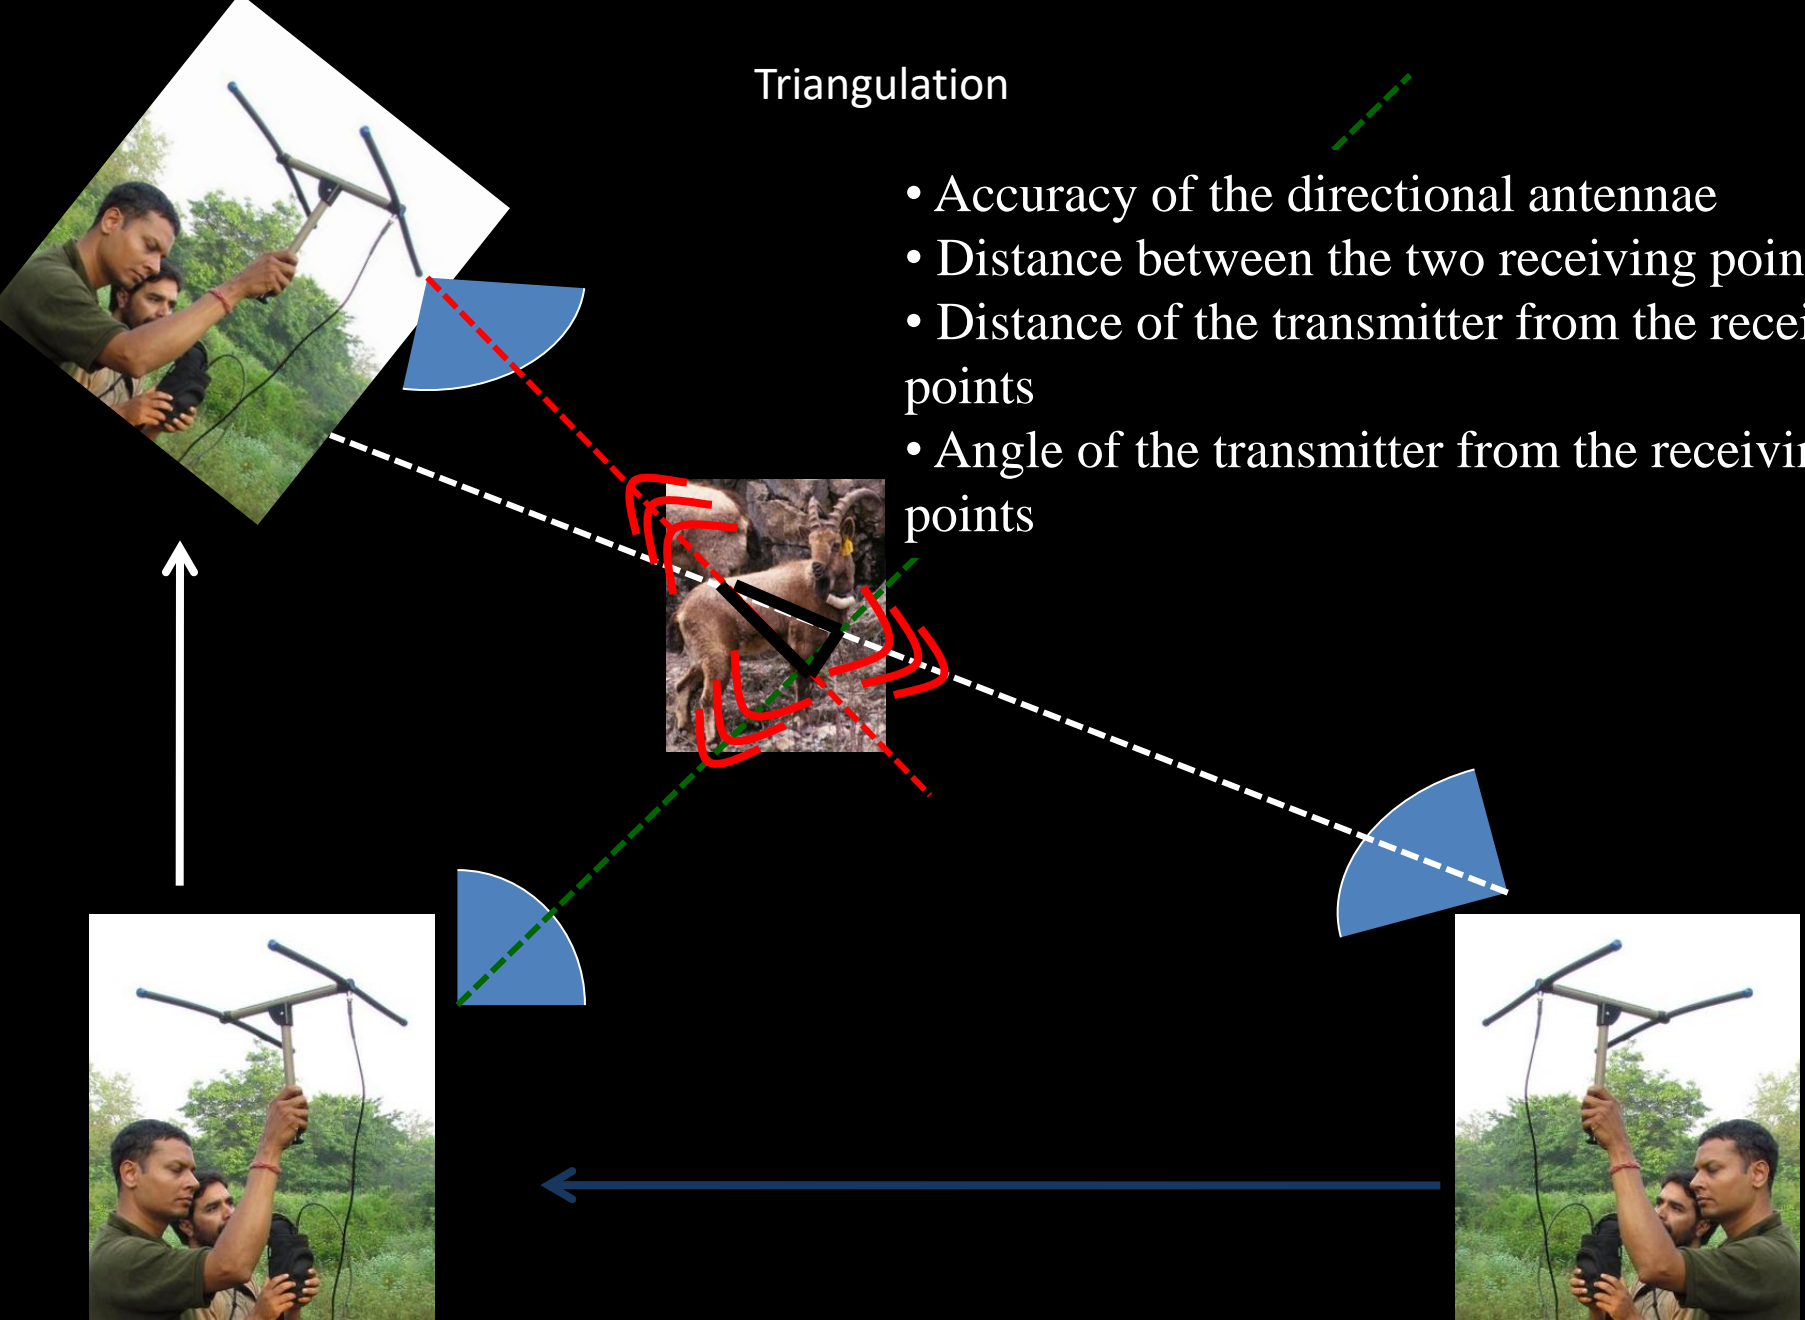 Triangulation
• Accuracy of the directional antennae
• Distance between the two receiving poin
• Distance of the transmitter from the recei
points
• Angle of the transmitter from the receivin
points